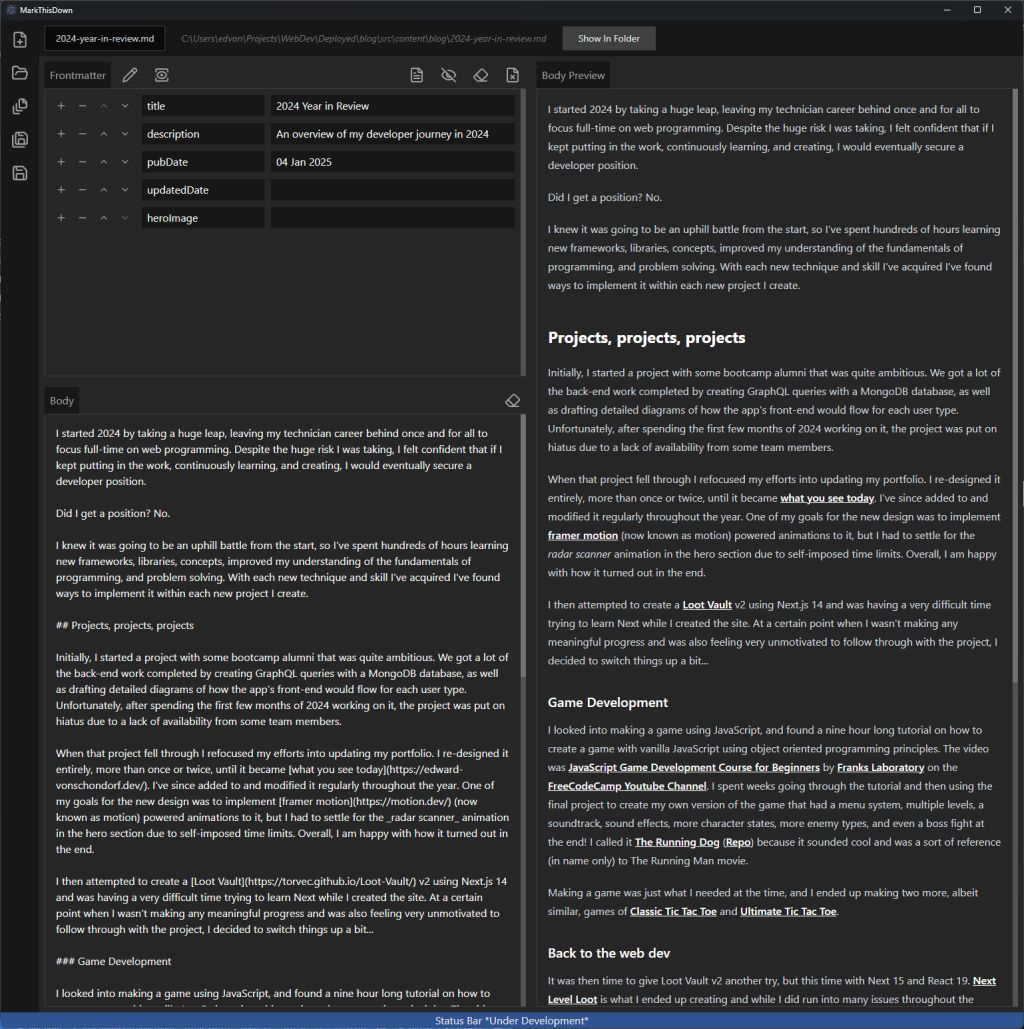 MarkThisDown
2024-year-in-review.md
C:\Users\edvon\Projects\WebDev\Deployed\blog\src\content\blog\2024-year-in-review.md
Show In Folder
Frontmatter
title
2024 Year in Review
description
An overview of my developer journey in 2024
pubDate
04 Jan 2025
updatedDate
heroImage
Body
I started 2024 by taking a huge leap, leaving my technician career behind once and for all to
focus full-time on web programming. Despite the huge risk I was taking, I felt confident that if I
kept putting in the work, continuously learning, and creating, I would eventually secure a
developer position.
Did I get a position? No.
I knew it was going to be an uphill battle from the start, so I've spent hundreds of hours learning
new frameworks, libraries, concepts, improved my understanding of the fundamentals of
programming, and problem solving. With each new technique and skill I've acquired I've found
ways to implement it within each new project I create.
## Projects, projects, projects
Initially, I started a project with some bootcamp alumni that was quite ambitious. We got a lot of
the back-end work completed by creating GraphQL queries with a MongoDB database, as well
as drafting detailed diagrams of how the app's front-end would flow for each user type.
Unfortunately, after spending the first few months of 2024 working on it, the project was put on
hiatus due to a lack of availability from some team members.
When that project fell through I refocused my efforts into updating my portfolio. I re-designed it
entirely, more than once or twice, until it became [what you see today](https://edward-
vonschondorf.dev/). I've since added to and modified it regularly throughout the year. One of
my goals for the new design was to implement [framer motion](https://motion.dev/) (now
known as motion) powered animations to it, but I had to settle for the _radar scanner_ animation
in the hero section due to self-imposed time limits. Overall, I am happy with how it turned out in
the end.
I then attempted to create a [Loot Vault](https://torvec.github.io/Loot-Vault/) v2 using Next.js 14
and was having a very difficult time trying to learn Next while I created the site. At a certain
point when I wasn't making any meaningful progress and was also feeling very unmotivated to
follow through with the project, I decided to switch things up a bit...
### Game Development
I looked into making a game using JavaScript, and found a nine hour long tutorial on how to
Body Preview
I started 2024 by taking a huge leap, leaving my technician career behind once and for all to
focus full-time on web programming. Despite the huge risk I was taking, I felt confident that if I
kept putting in the work, continuously learning, and creating, I would eventually secure a
developer position.
Did I get a position? No.
I knew it was going to be an uphill battle from the start, so I've spent hundreds of hours learning
new frameworks, libraries, concepts, improved my understanding of the fundamentals of
programming, and problem solving. With each new technique and skill I've acquired I've found
ways to implement it within each new project I create.
Projects, projects, projects
Initially, I started a project with some bootcamp alumni that was quite ambitious. We got a lot of
the back-end work completed by creating GraphQL queries with a MongoDB database, as well
as drafting detailed diagrams of how the app's front-end would flow for each user type.
Unfortunately, after spending the first few months of 2024 working on it, the project was put on
hiatus due to a lack of availability from some team members.
When that project fell through I refocused my efforts into updating my portfolio. I re-designed it
entirely, more than once or twice, until it became what you see today. I've since added to and
modified it regularly throughout the year. One of my goals for the new design was to implement
framer motion (now known as motion) powered animations to it, but I had to settle for the
radar scanner animation in the hero section due to self-imposed time limits. Overall, I am happy
with how it turned out in the end.
I then attempted to create a Loot Vault v2 using Next.js 14 and was having a very difficult time
trying to learn Next while I created the site. At a certain point when I wasn't making any
meaningful progress and was also feeling very unmotivated to follow through with the project, I
decided to switch things up a bit...
Game Development
I looked into making a game using JavaScript, and found a nine hour long tutorial on how to
create a game with vanilla JavaScript using object oriented programming principles. The video
was JavaScript Game Development Course for Beginners by Franks Laboratory on the
FreeCodeCamp Youtube Channel. I spent weeks going through the tutorial and then using the
final project to create my own version of the game that had a menu system, multiple levels, a
soundtrack, sound effects, more character states, more enemy types, and even a boss fight at
the end! I called it The Running Dog (Repo) because it sounded cool and was a sort of reference
(in name only) to The Running Man movie.
Making a game was just what I needed at the time, and I ended up making two more, albeit
similar, games of Classic Tic Tac Toe and Ultimate Tic Tac Toe.
Back to the web dev
It was then time to give Loot Vault v2 another try, but this time with Next 15 and React 19. Next
Level Loot is what I ended up creating and while I did run into many issues throughout the
Status Bar *Under Development*